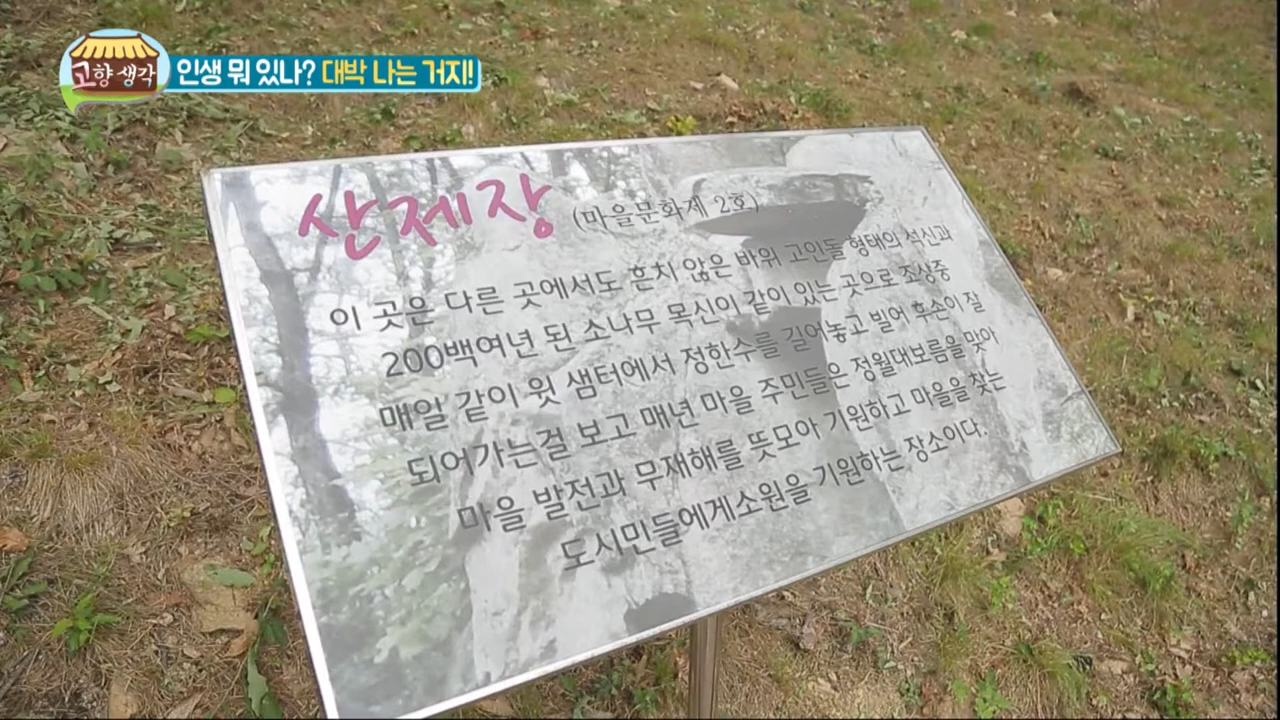 고향 생각
인생 뭐 있나? 대박 나는 거지!
산제장 (마을문화제 2호)
이 곳은 다른 곳에서도 흔치 않은 바위 고인돌 형태의 석신과
200백여년 된 소나무 목신이 같이 있는 곳으로 조상중
매일 같이 윗 샘터에서 정한수를 길어놓고 빌어 후손이 잘
되어가는걸 보고 매년 마을 주민들은 정월대보름을 맞아
마을 발전과 무재해를 뜻모아 기원하고 마을을 찾는
도시민들에게소원을 기원하는 장소이다.